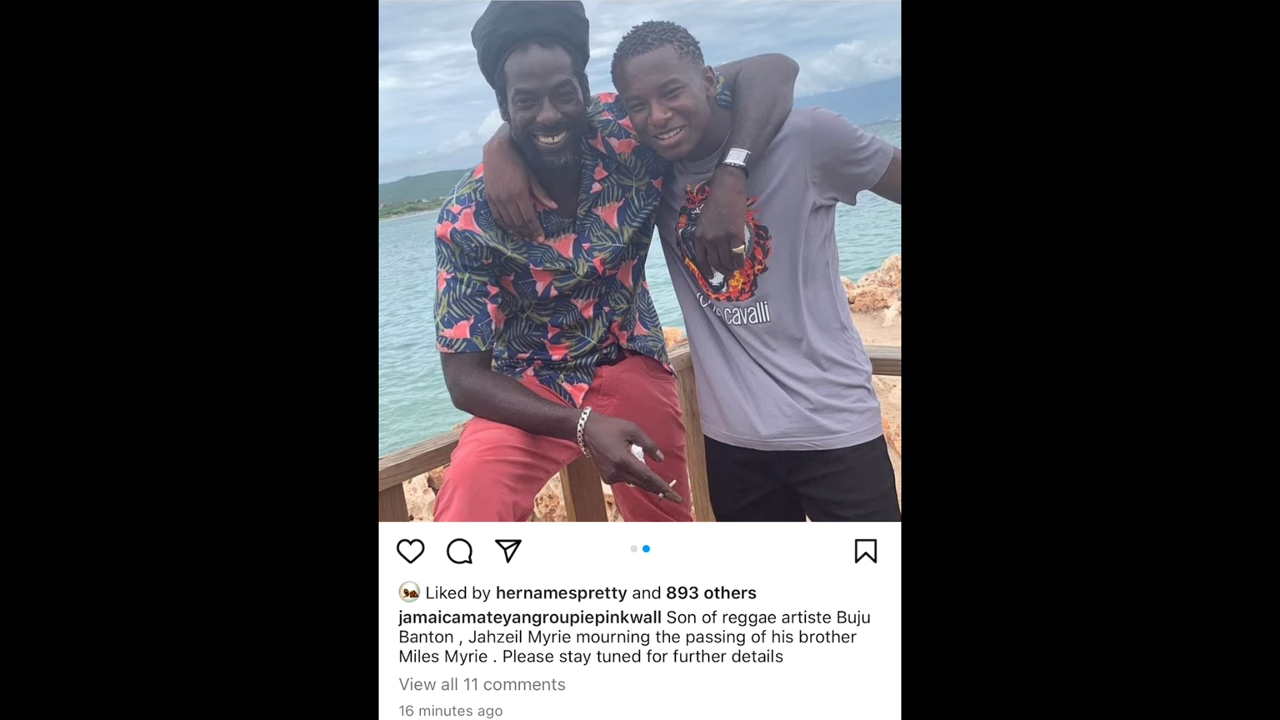 cavalli
Liked by hernamespretty and 893 others
jamaicamateyangroupiepinkwall Son of reggae artiste Buju
Banton , Jahzeil Myrie mourning the passing of his brother
Miles Myrie . Please stay tuned for further details
View all 11 comments
16 minutes ago